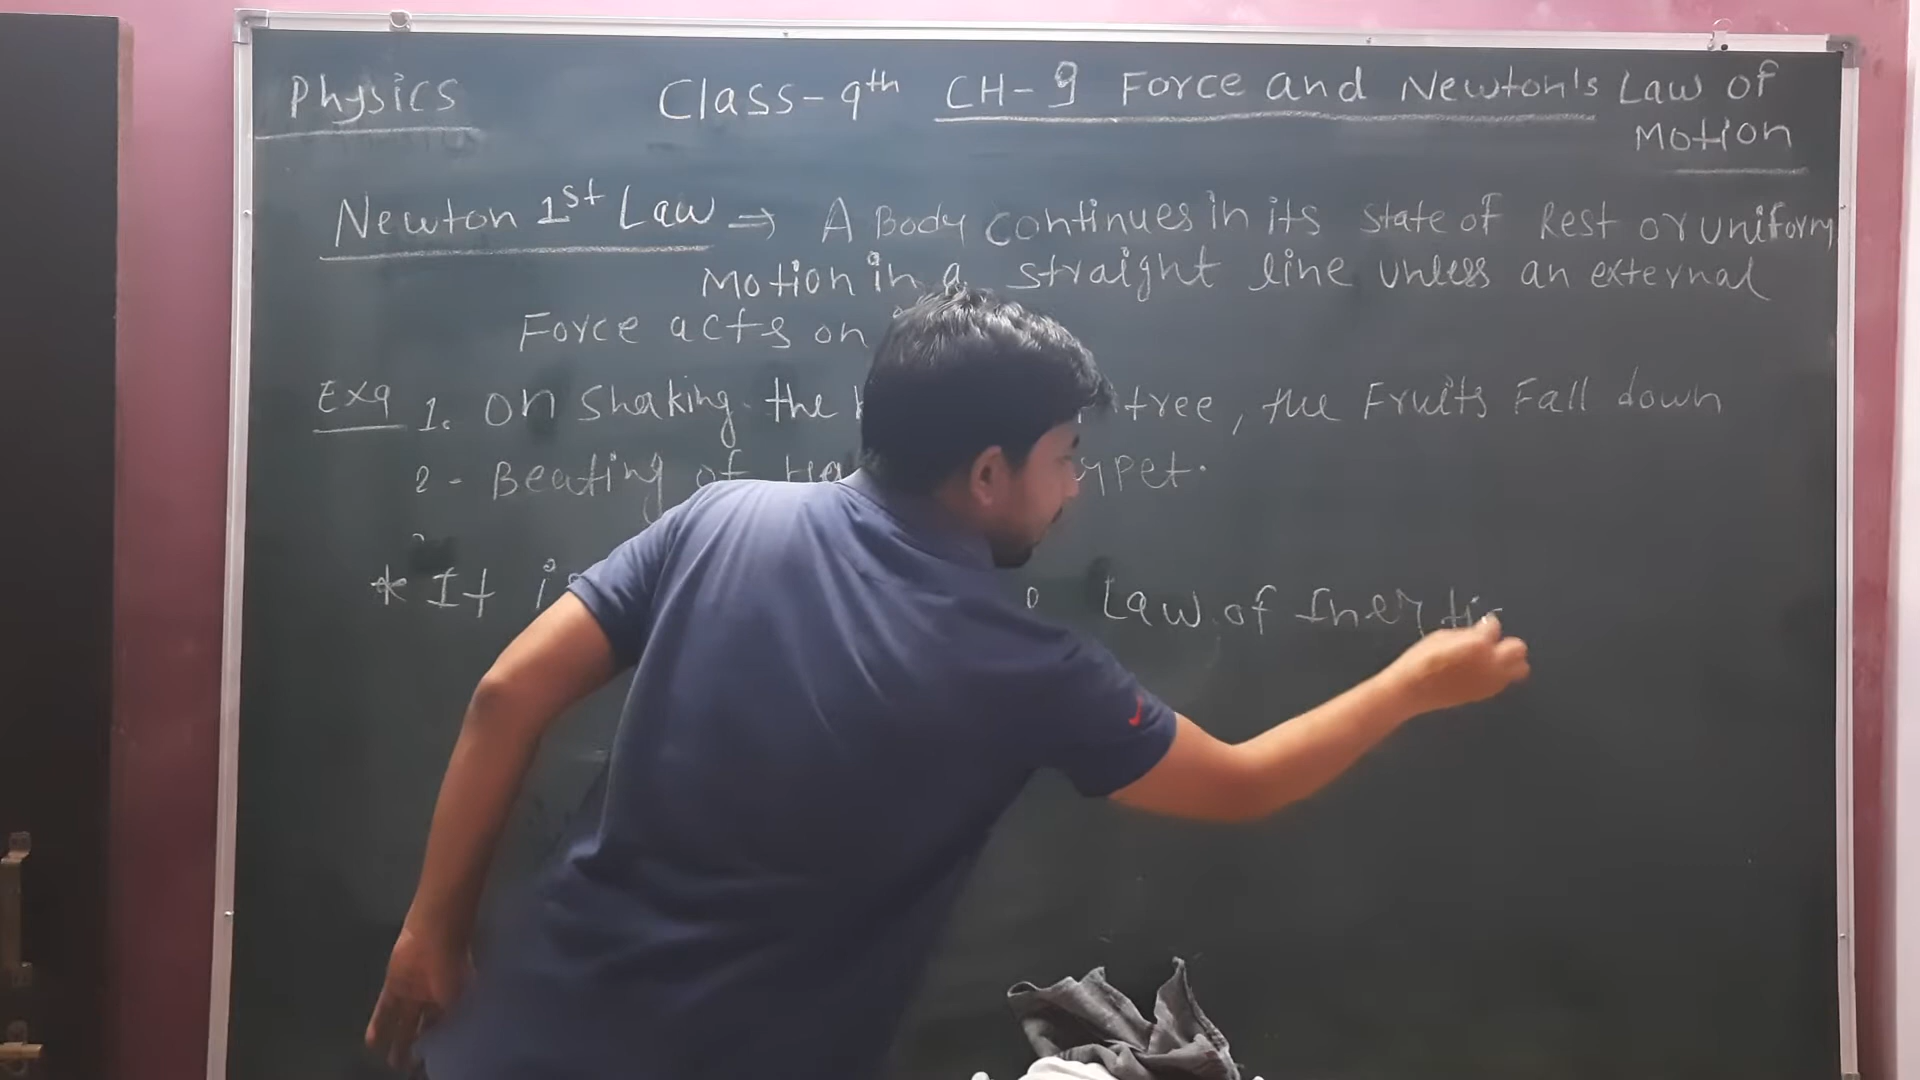 Physics Class-9th CH-9 Force and Newton's Law of
Motion
Newton 1st Law ⇒ A Body continues in its state of Rest or uniform
Motion in a straight line unless an external
Force acts on
Exa 1. On shaking the tree, the Fruits Fall down
2- Beating of
* It Law of Inerti